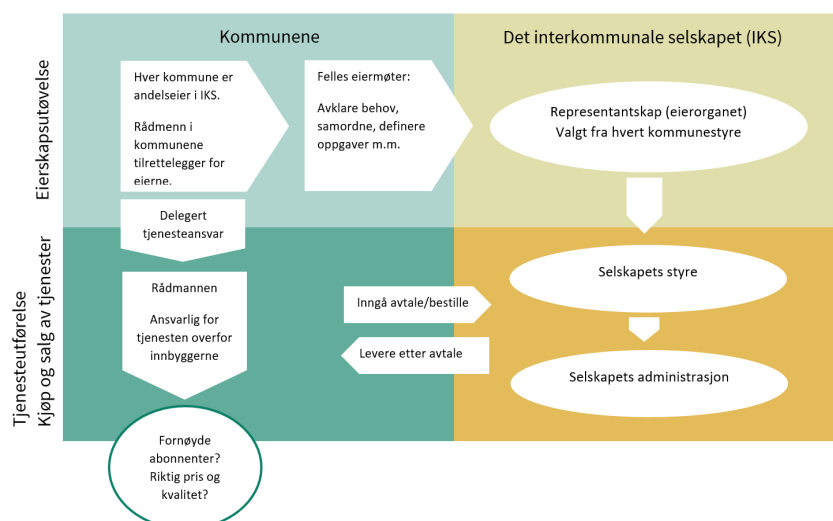 Kommunene
Det interkommunale selskapet (IKS)
Eierskapsutøvelse
Hver kommune er
andelseier i IKS.
Rådmenn i
kommunene
tilrettelegger for
eierne.
Felles eiermøter:
Avklare behov,
samordne, definere
oppgaver m.m.
Representantskap (eierorganet)
Valgt fra hvert kommunestyre
Delegert
tjenesteansvar
Tjenesteutførelse
Kjøp og salg av tjenester
Rådmannen
Ansvarlig for
tjenesten overfor
innbyggerne
Inngå avtale/bestille
Levere etter avtale
Selskapets styre
Selskapets administrasjon
Fornøyde
abonnenter?
Riktig pris og
kvalitet?